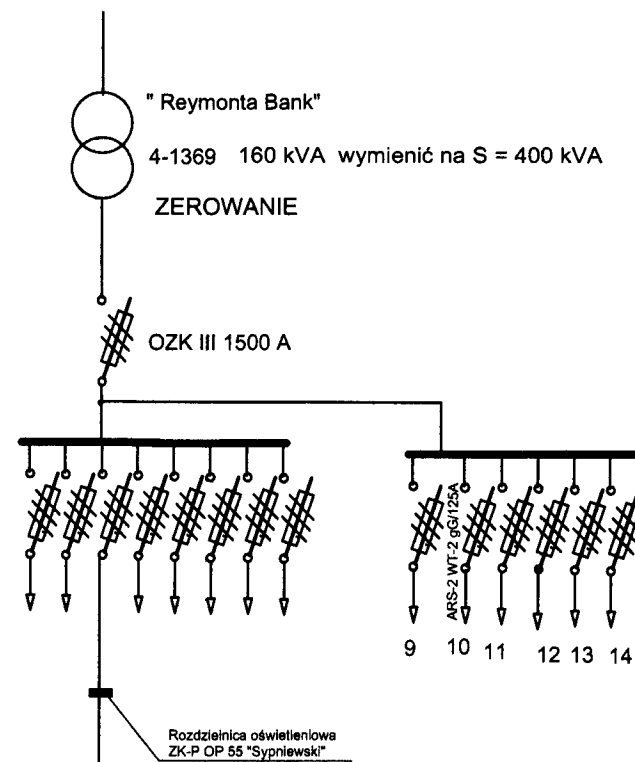 " Reymonta Bank"
4-1369 160 kVA wymienić na S = 400 kVA
ZEROWANIE
OZK III 1500 A
ARS-2 WT-2 gG/125A
9 10 11 12 13 14
Rozdzielnica oświetleniowa
ZK-P OP 55 "Sypniewski"